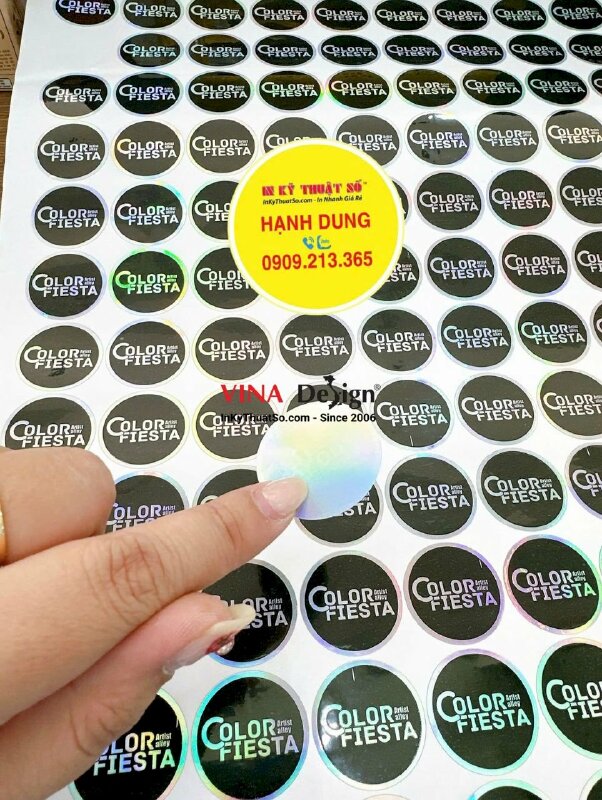 IN KỸ THUẬT SỐ™
InKyThuatSo.com - In Nhanh Giá Rẻ
HẠNH DUNG
0909.213.365
VINA Design®
InKyThuatSo.com - Since 2006
COLOR Artist alley
FIESTA